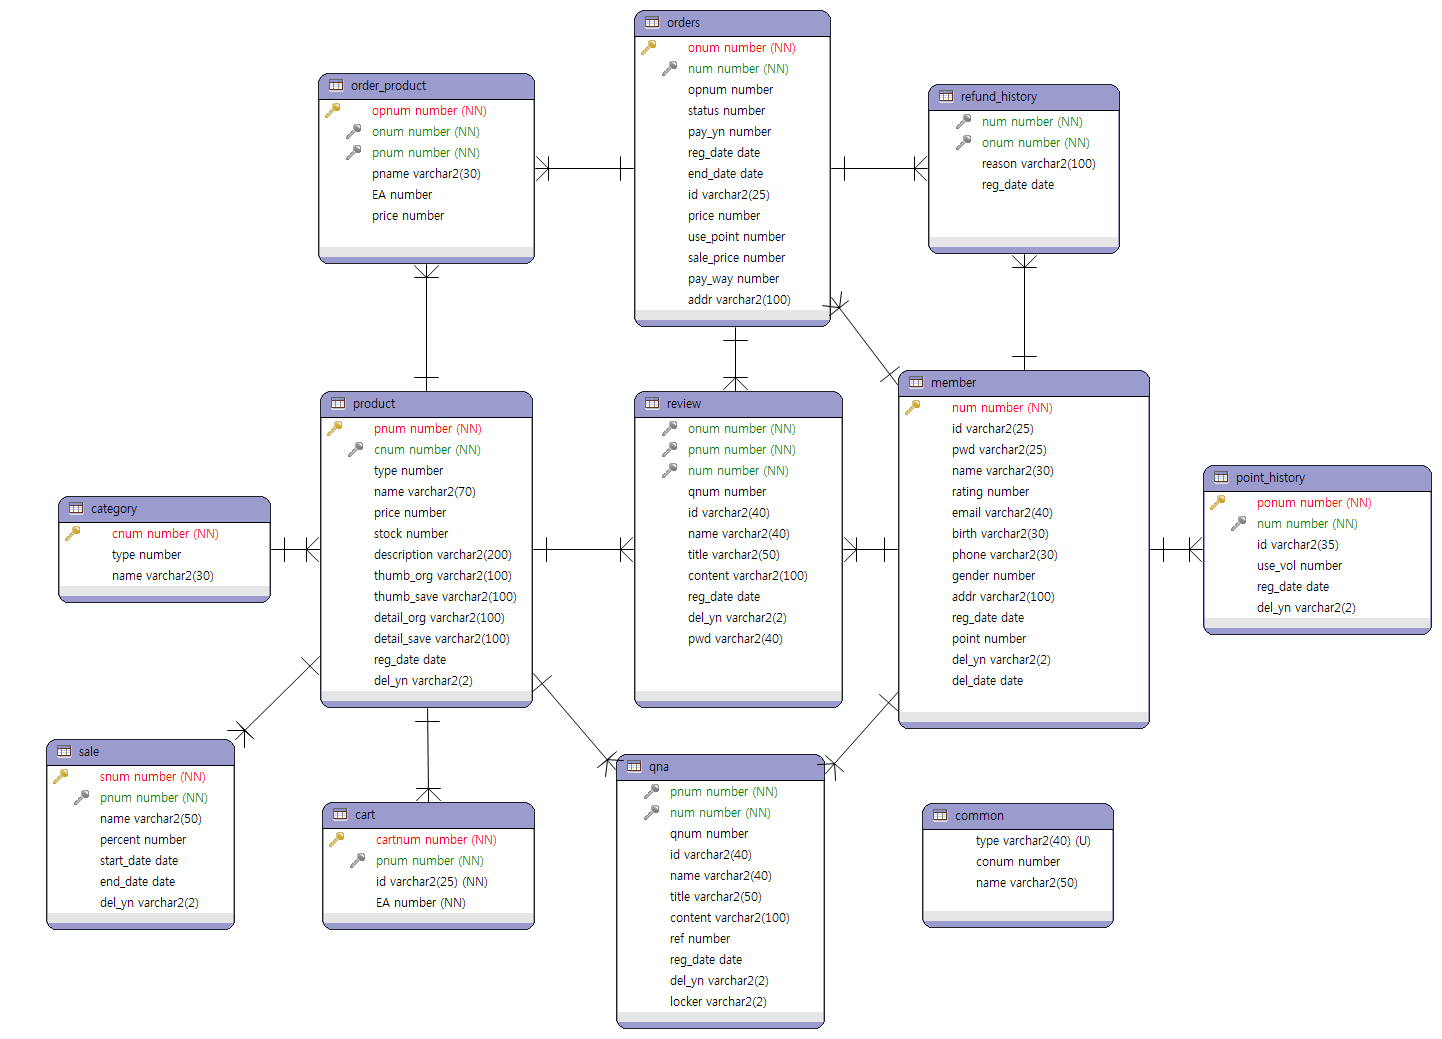 orders
onum number (NN)
num number (NN)
opnum number
status number
pay_yn number
reg_date date
end_date date
id varchar2(25)
price number
use_point number
sale_price number
pay_way number
addr varchar2(100)
order_product
opnum number (NN)
onum number (NN)
pnum number (NN)
pname varchar2(30)
EA number
price number
refund_history
num number (NN)
onum number (NN)
reason varchar2(100)
reg_date date
product
pnum number (NN)
cnum number (NN)
type number
name varchar2(70)
price number
stock number
description varchar2(200)
thumb_org varchar2(100)
thumb_save varchar2(100)
detail_org varchar2(100)
detail_save varchar2(100)
reg_date date
del_yn varchar2(2)
review
onum number (NN)
pnum number (NN)
num number (NN)
qnum number
id varchar2(40)
name varchar2(40)
title varchar2(50)
content varchar2(100)
reg_date date
del_yn varchar2(2)
pwd varchar2(40)
member
num number (NN)
id varchar2(25)
pwd varchar2(25)
name varchar2(30)
rating number
email varchar2(40)
birth varchar2(30)
phone varchar2(30)
gender number
addr varchar2(100)
reg_date date
point number
del_yn varchar2(2)
del_date date
point_history
ponum number (NN)
num number (NN)
id varchar2(35)
use_vol number
reg_date date
del_yn varchar2(2)
category
cnum number (NN)
type number
name varchar2(30)
sale
snum number (NN)
pnum number (NN)
name varchar2(50)
percent number
start_date date
end_date date
del_yn varchar2(2)
cart
cartnum number (NN)
pnum number (NN)
id varchar2(25) (NN)
EA number (NN)
qna
pnum number (NN)
num number (NN)
qnum number
id varchar2(40)
name varchar2(40)
title varchar2(50)
content varchar2(100)
ref number
reg_date date
del_yn varchar2(2)
locker varchar2(2)
common
type varchar2(40) (U)
conum number
name varchar2(50)